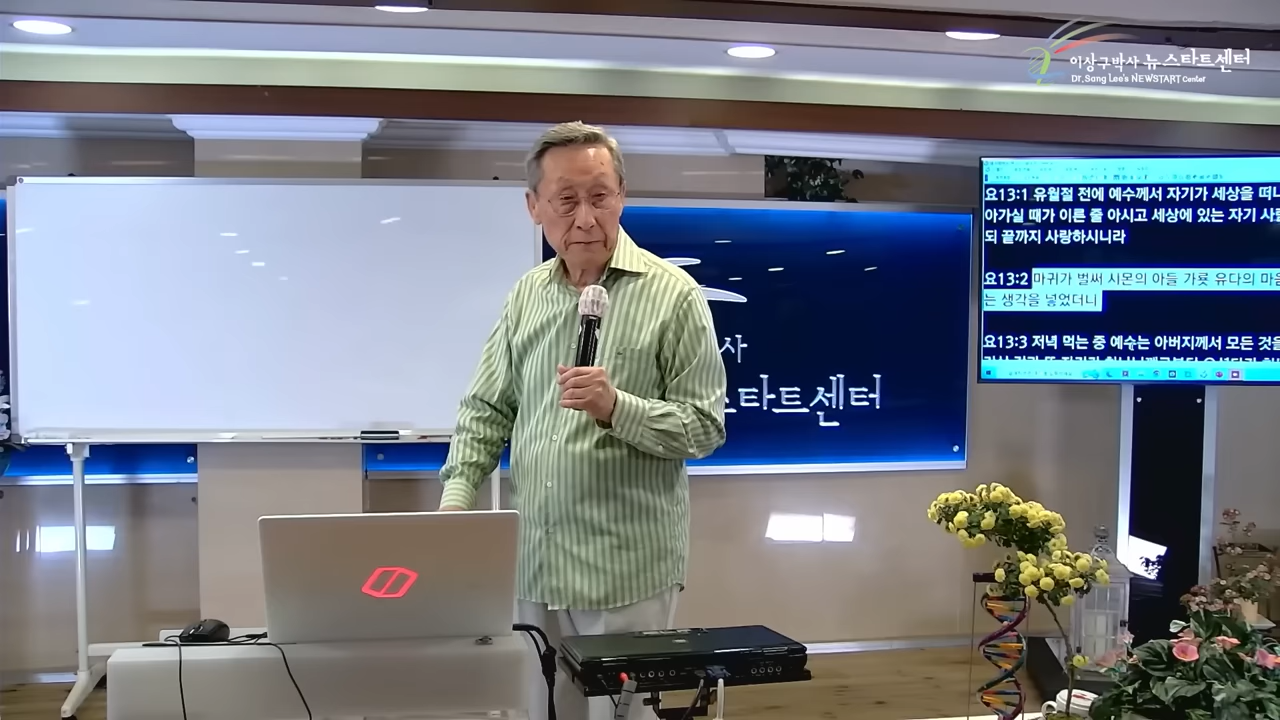 이상구박사 뉴스타트센터
Dr. Sang Lee's NEWSTART Center
요13:1 유월절 전에 예수께서 자기가 세상을 떠나
아가실 때가 이른 줄 아시고 세상에 있는 자기 사
되 끝까지 사랑하시니라
요13:2 마귀가 벌써 시몬의 아들 가룟 유다의 마음
는 생각을 넣었더니
요13:3 저녁 먹는 중 예수는 아버지께서 모든 것을
사
스타트센터